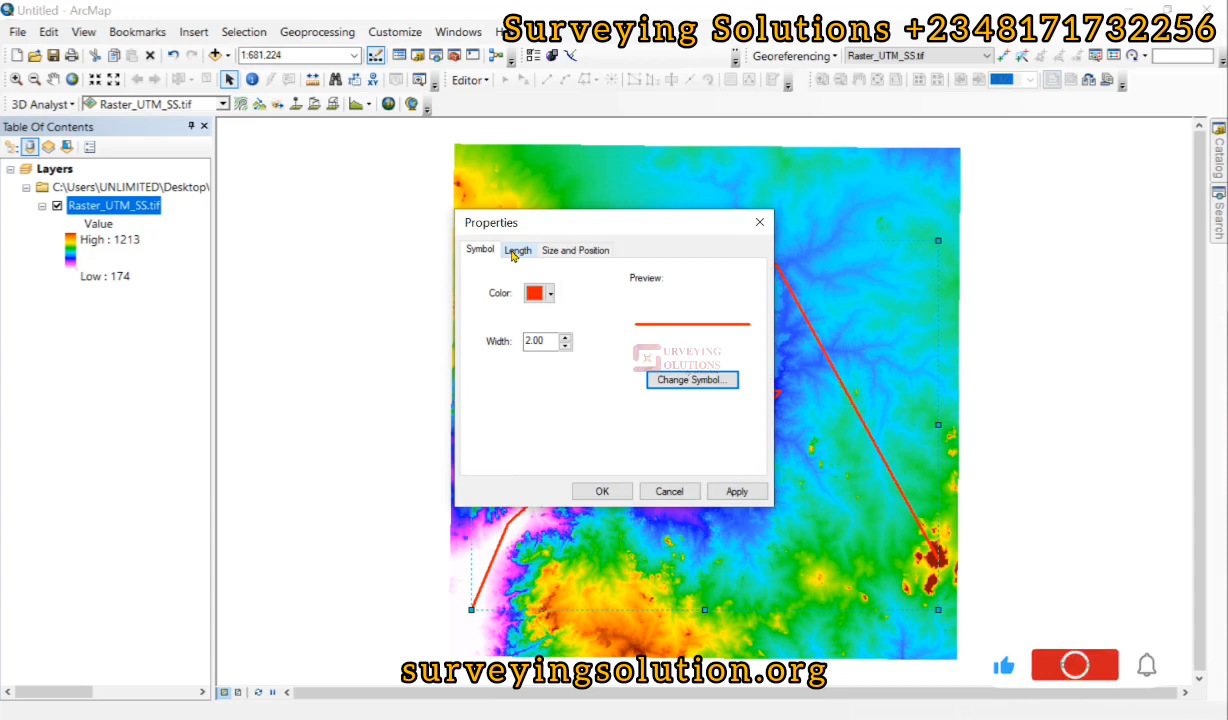 Untitled - ArcMap
Surveying Solutions +2348171732256
File Edit View Bookmarks Insert Selection Geoprocessing Customize Windows H
1:681,224
Georeferencing Raster_UTM_SS.tif
Editor
3D Analyst Raster_UTM_SS.tif
Table Of Contents
Layers
C:\Users\UNLIMITED\Desktop\
Raster_UTM_SS.tif
Value
High : 1213
Low : 174
Properties
Symbol Length Size and Position
Color:
Preview:
Width: 2.00
SURVEYING
SOLUTIONS
Change Symbol...
OK Cancel Apply
Catalog
Search
surveyingsolution.org